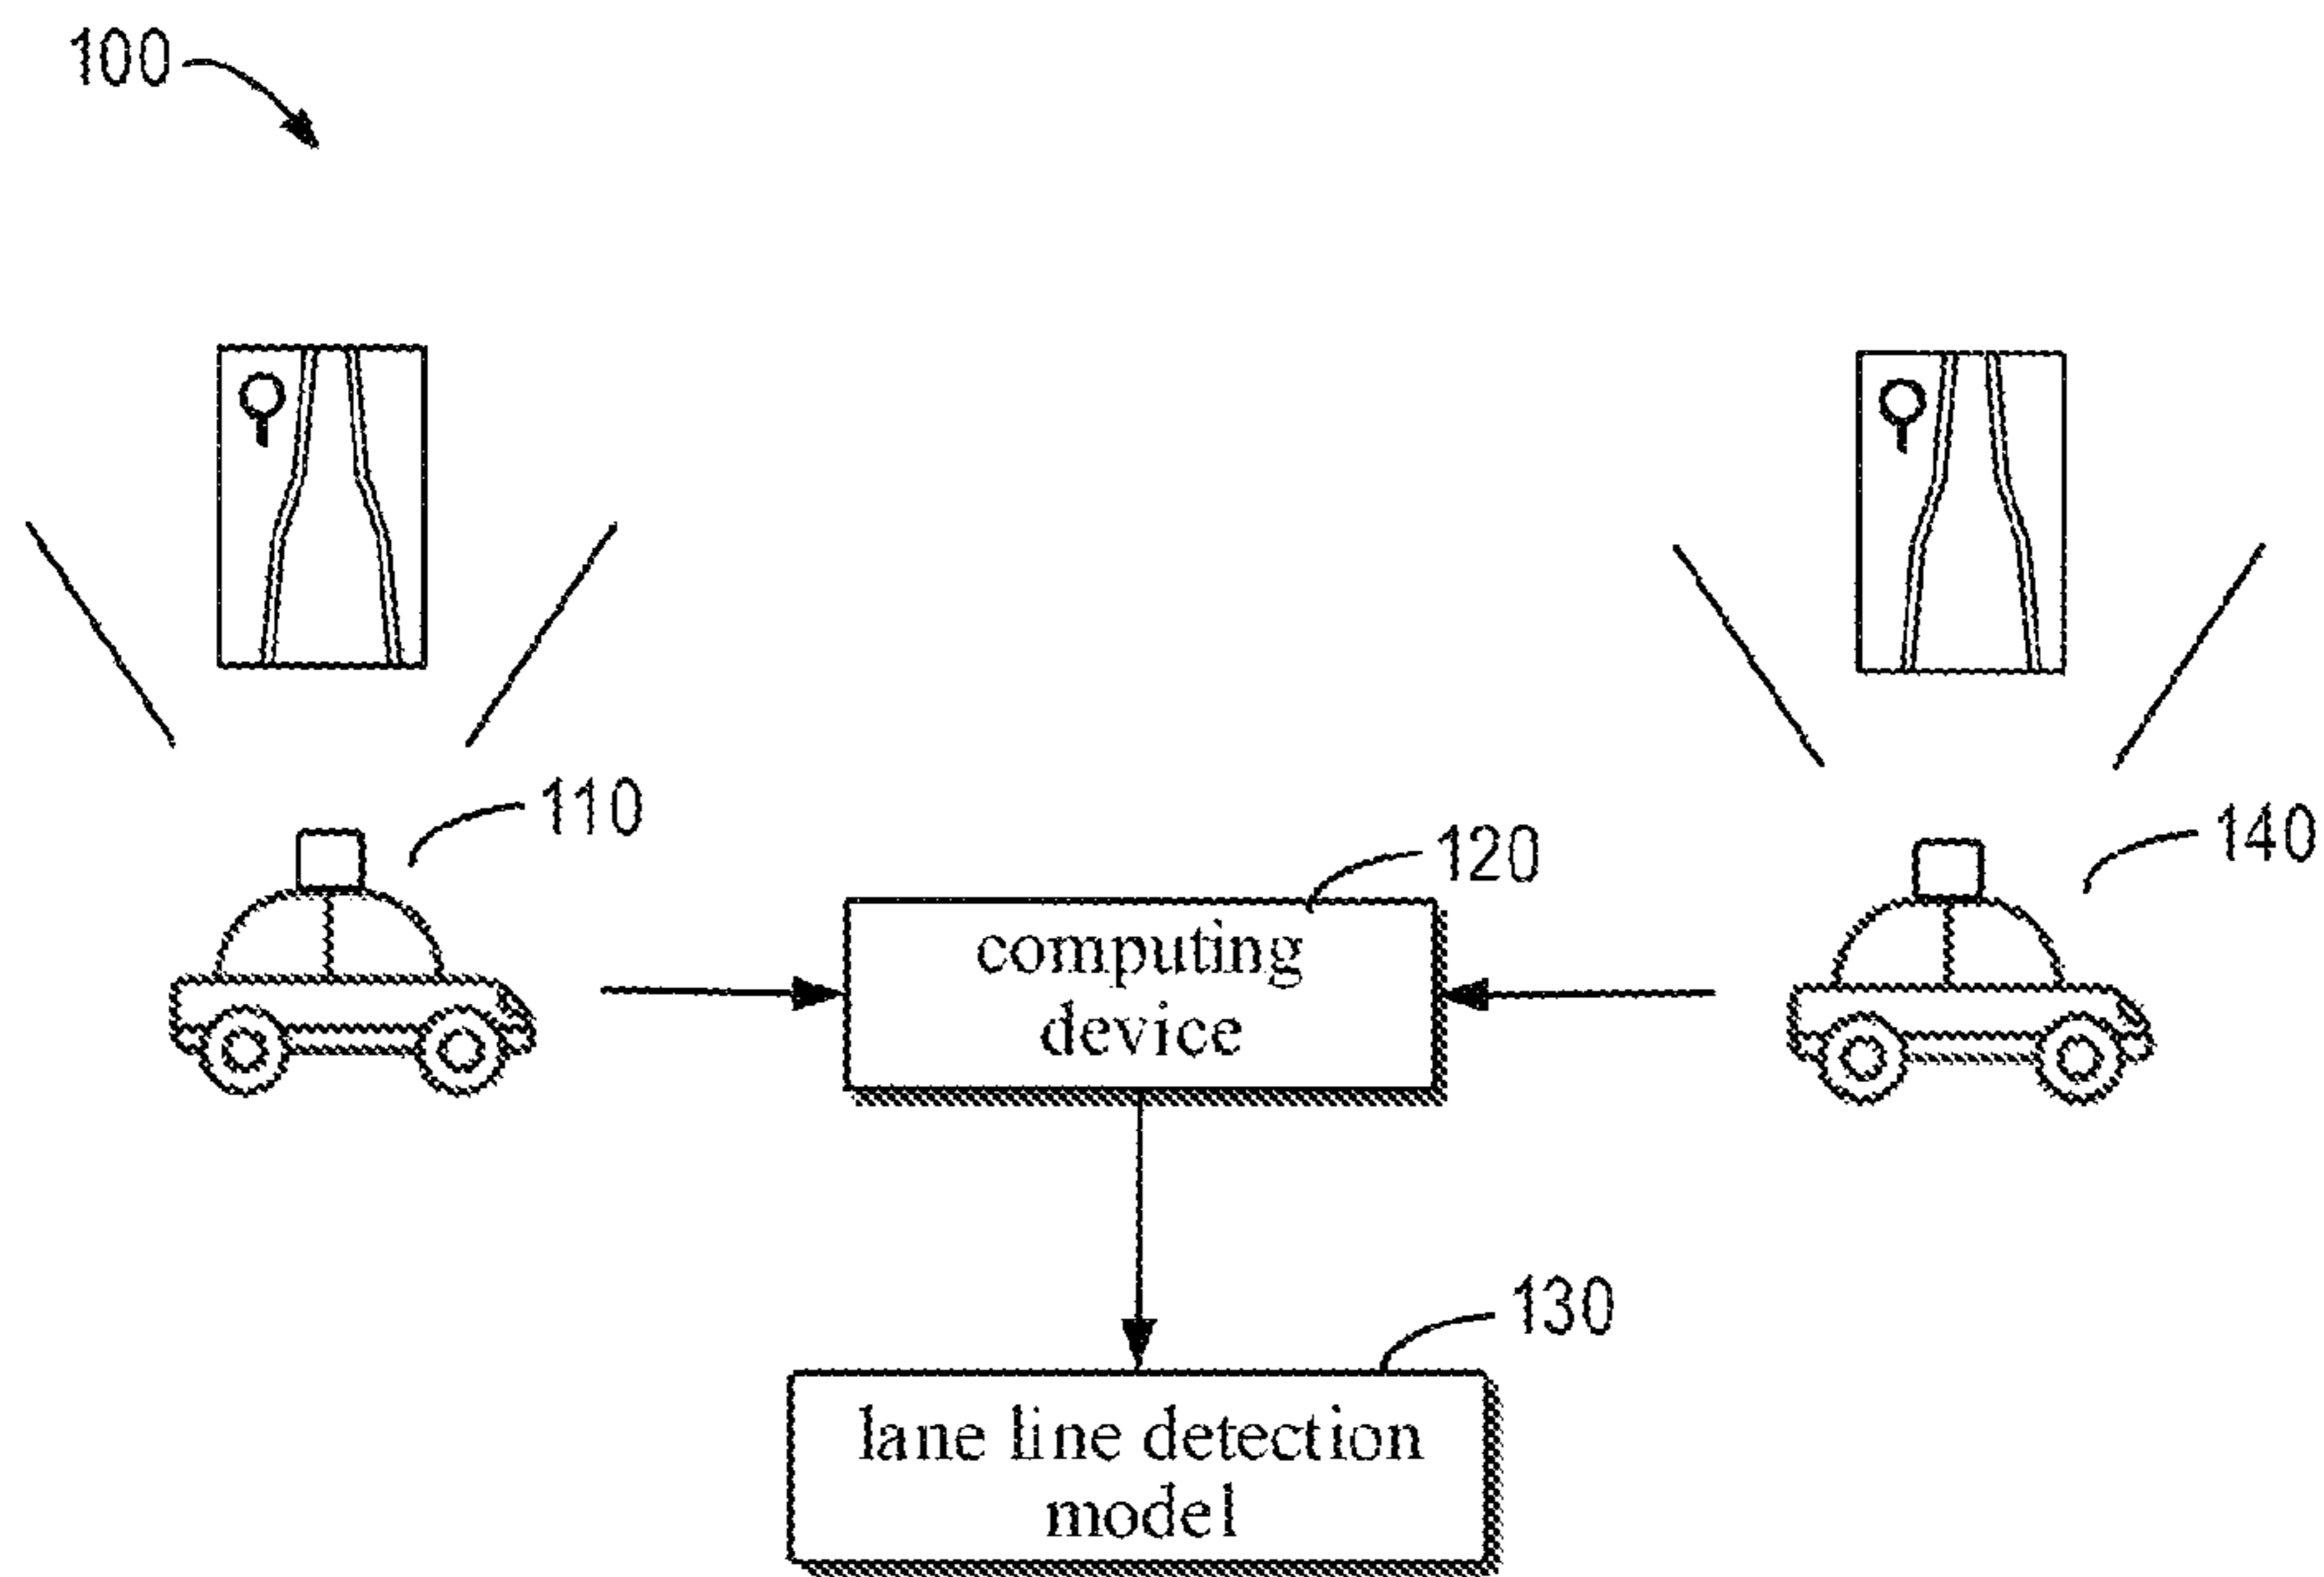 100
110
120
140
computing
device
130
lane line detection
model